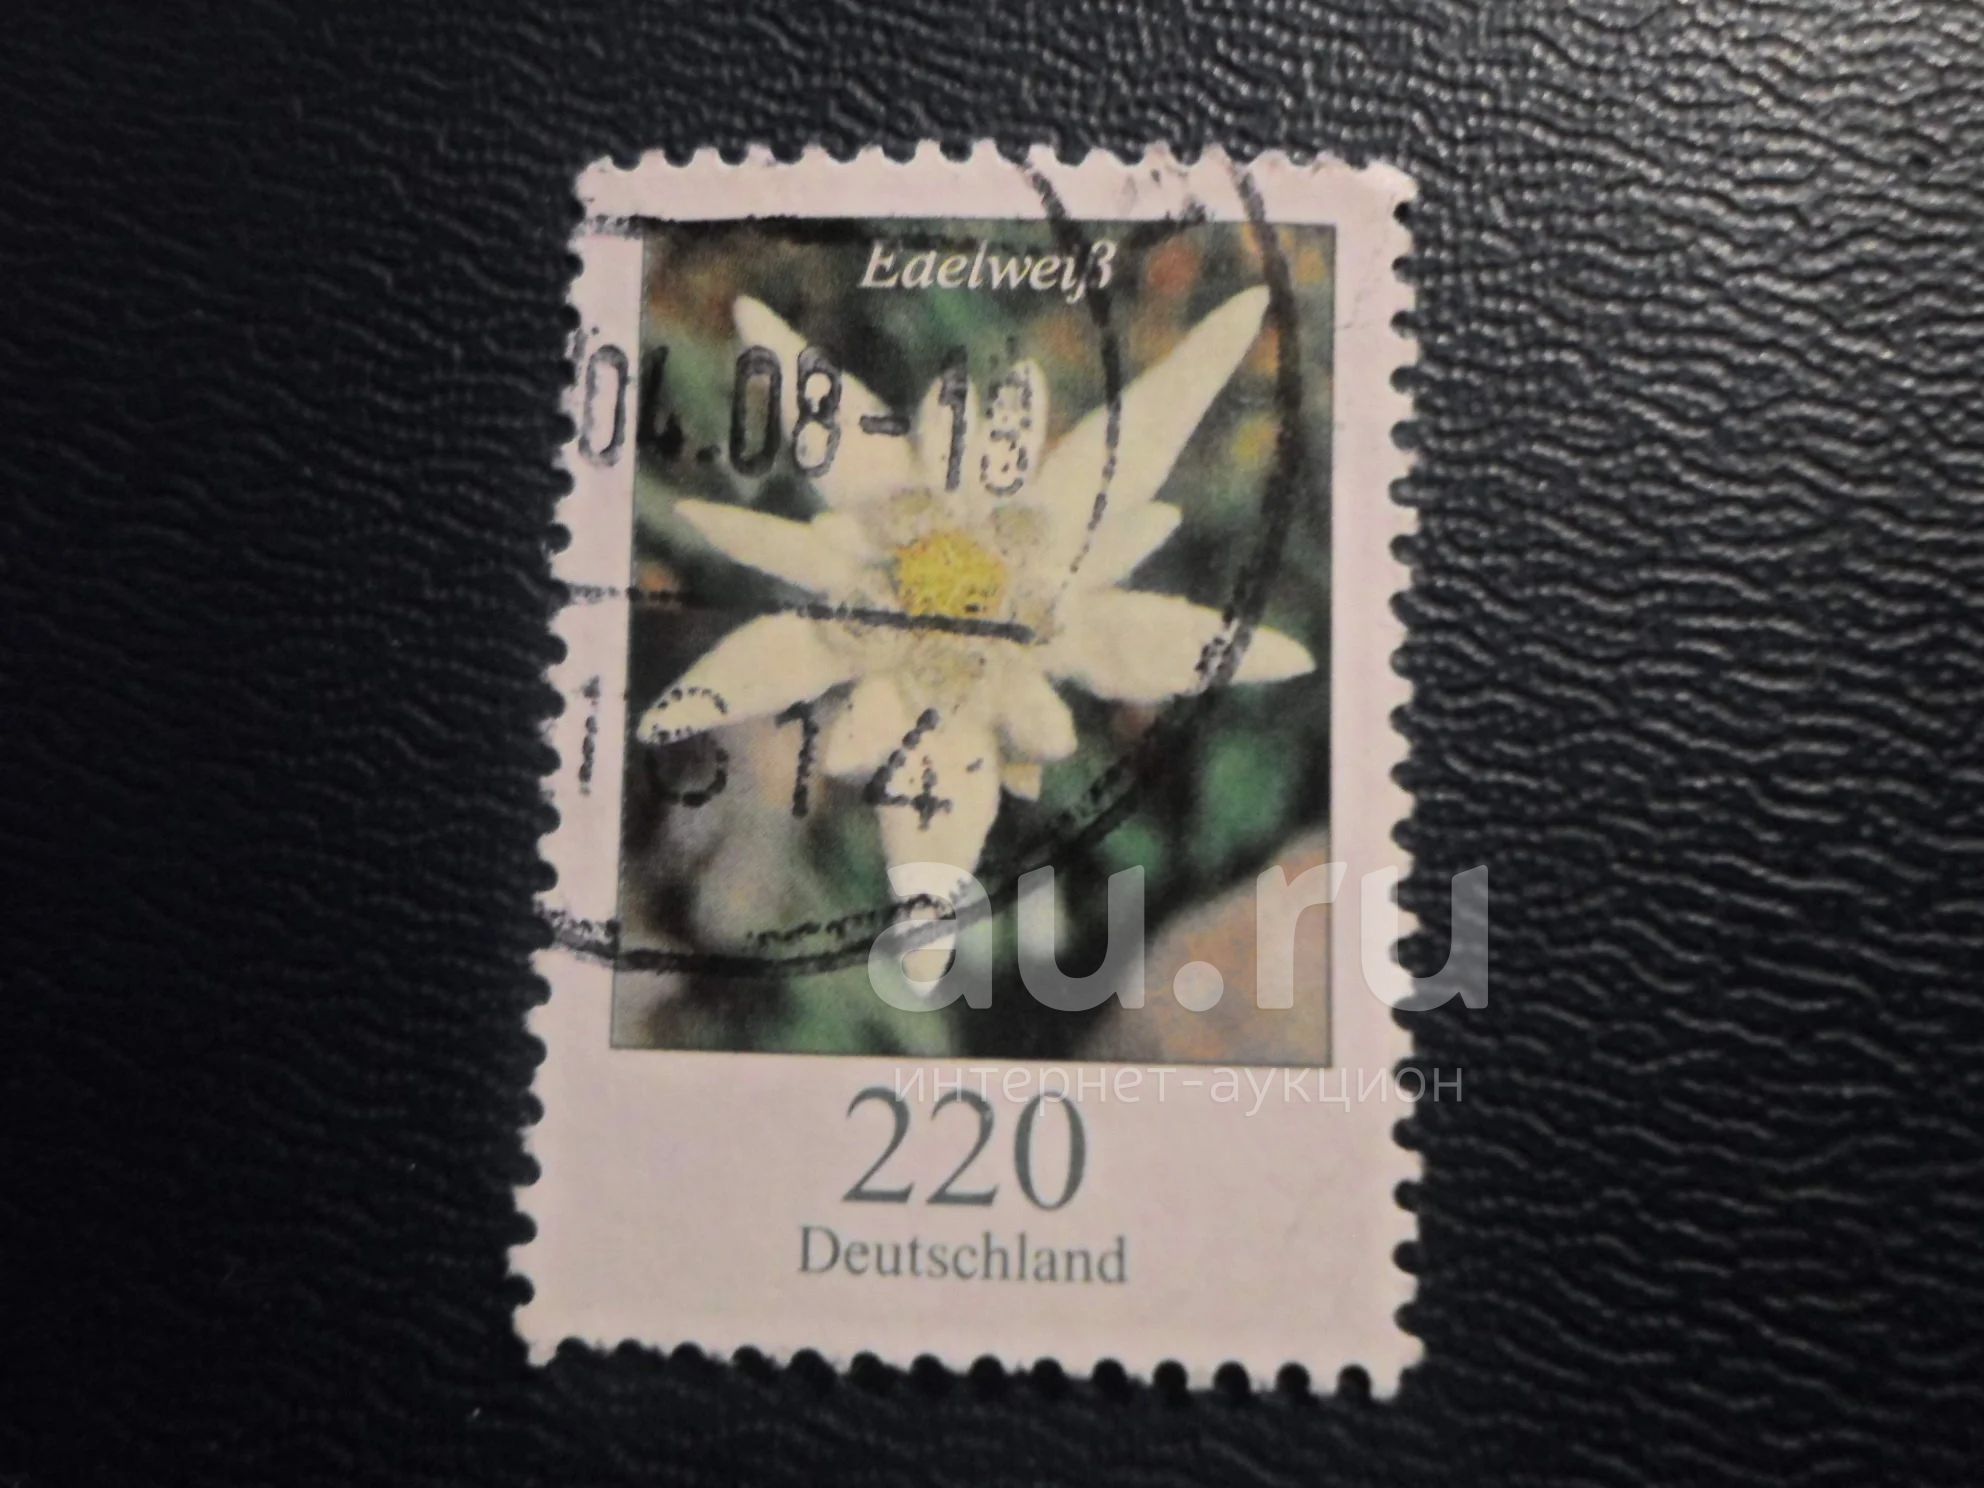 Edelweiß
04.08-18
14
au.ru
интернет-аукцион
220
Deutschland